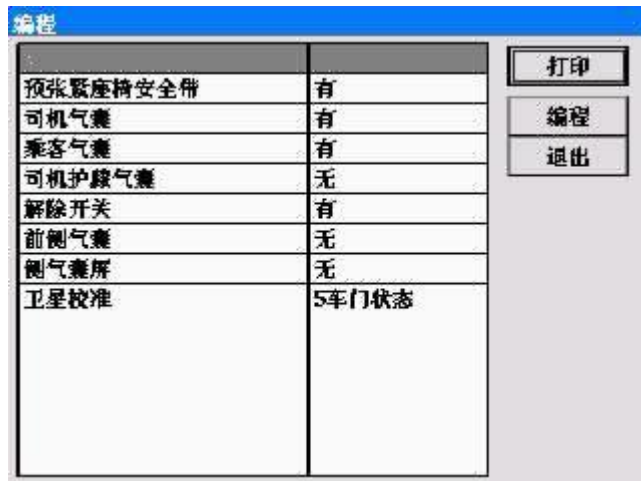 编程
预张紧座椅安全带 有
司机气囊 有
乘客气囊 有
司机护膝气囊 无
解除开关 有
前侧气囊 无
侧气囊屏 无
卫星校准 5车门状态
打印
编程
退出